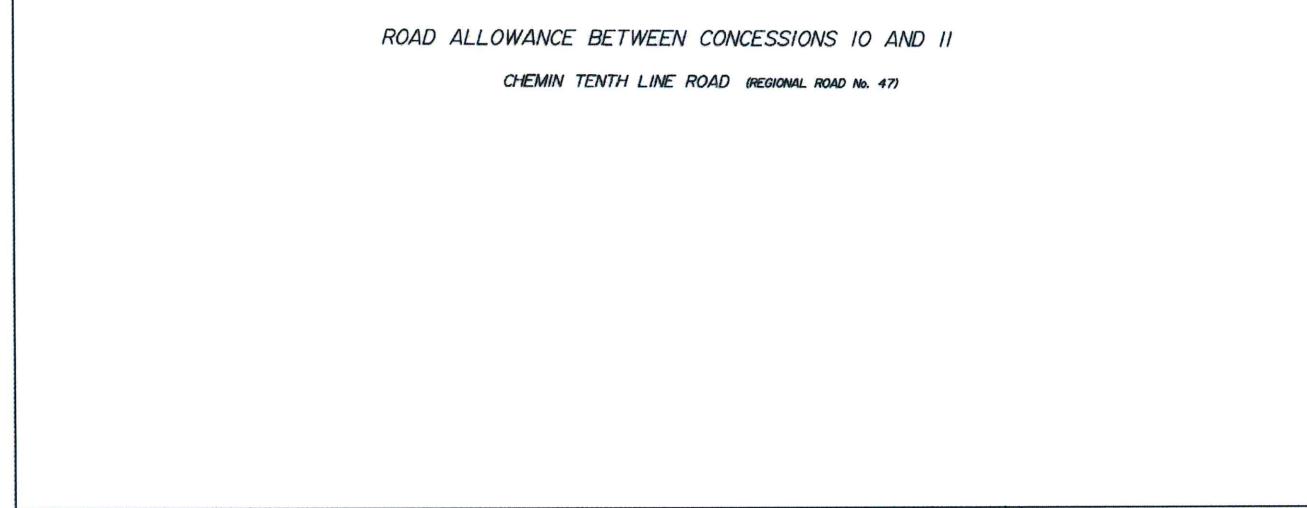 ROAD ALLOWANCE BETWEEN CONCESSIONS 10 AND 11
CHEMIN TENTH LINE ROAD (REGIONAL ROAD No. 47)